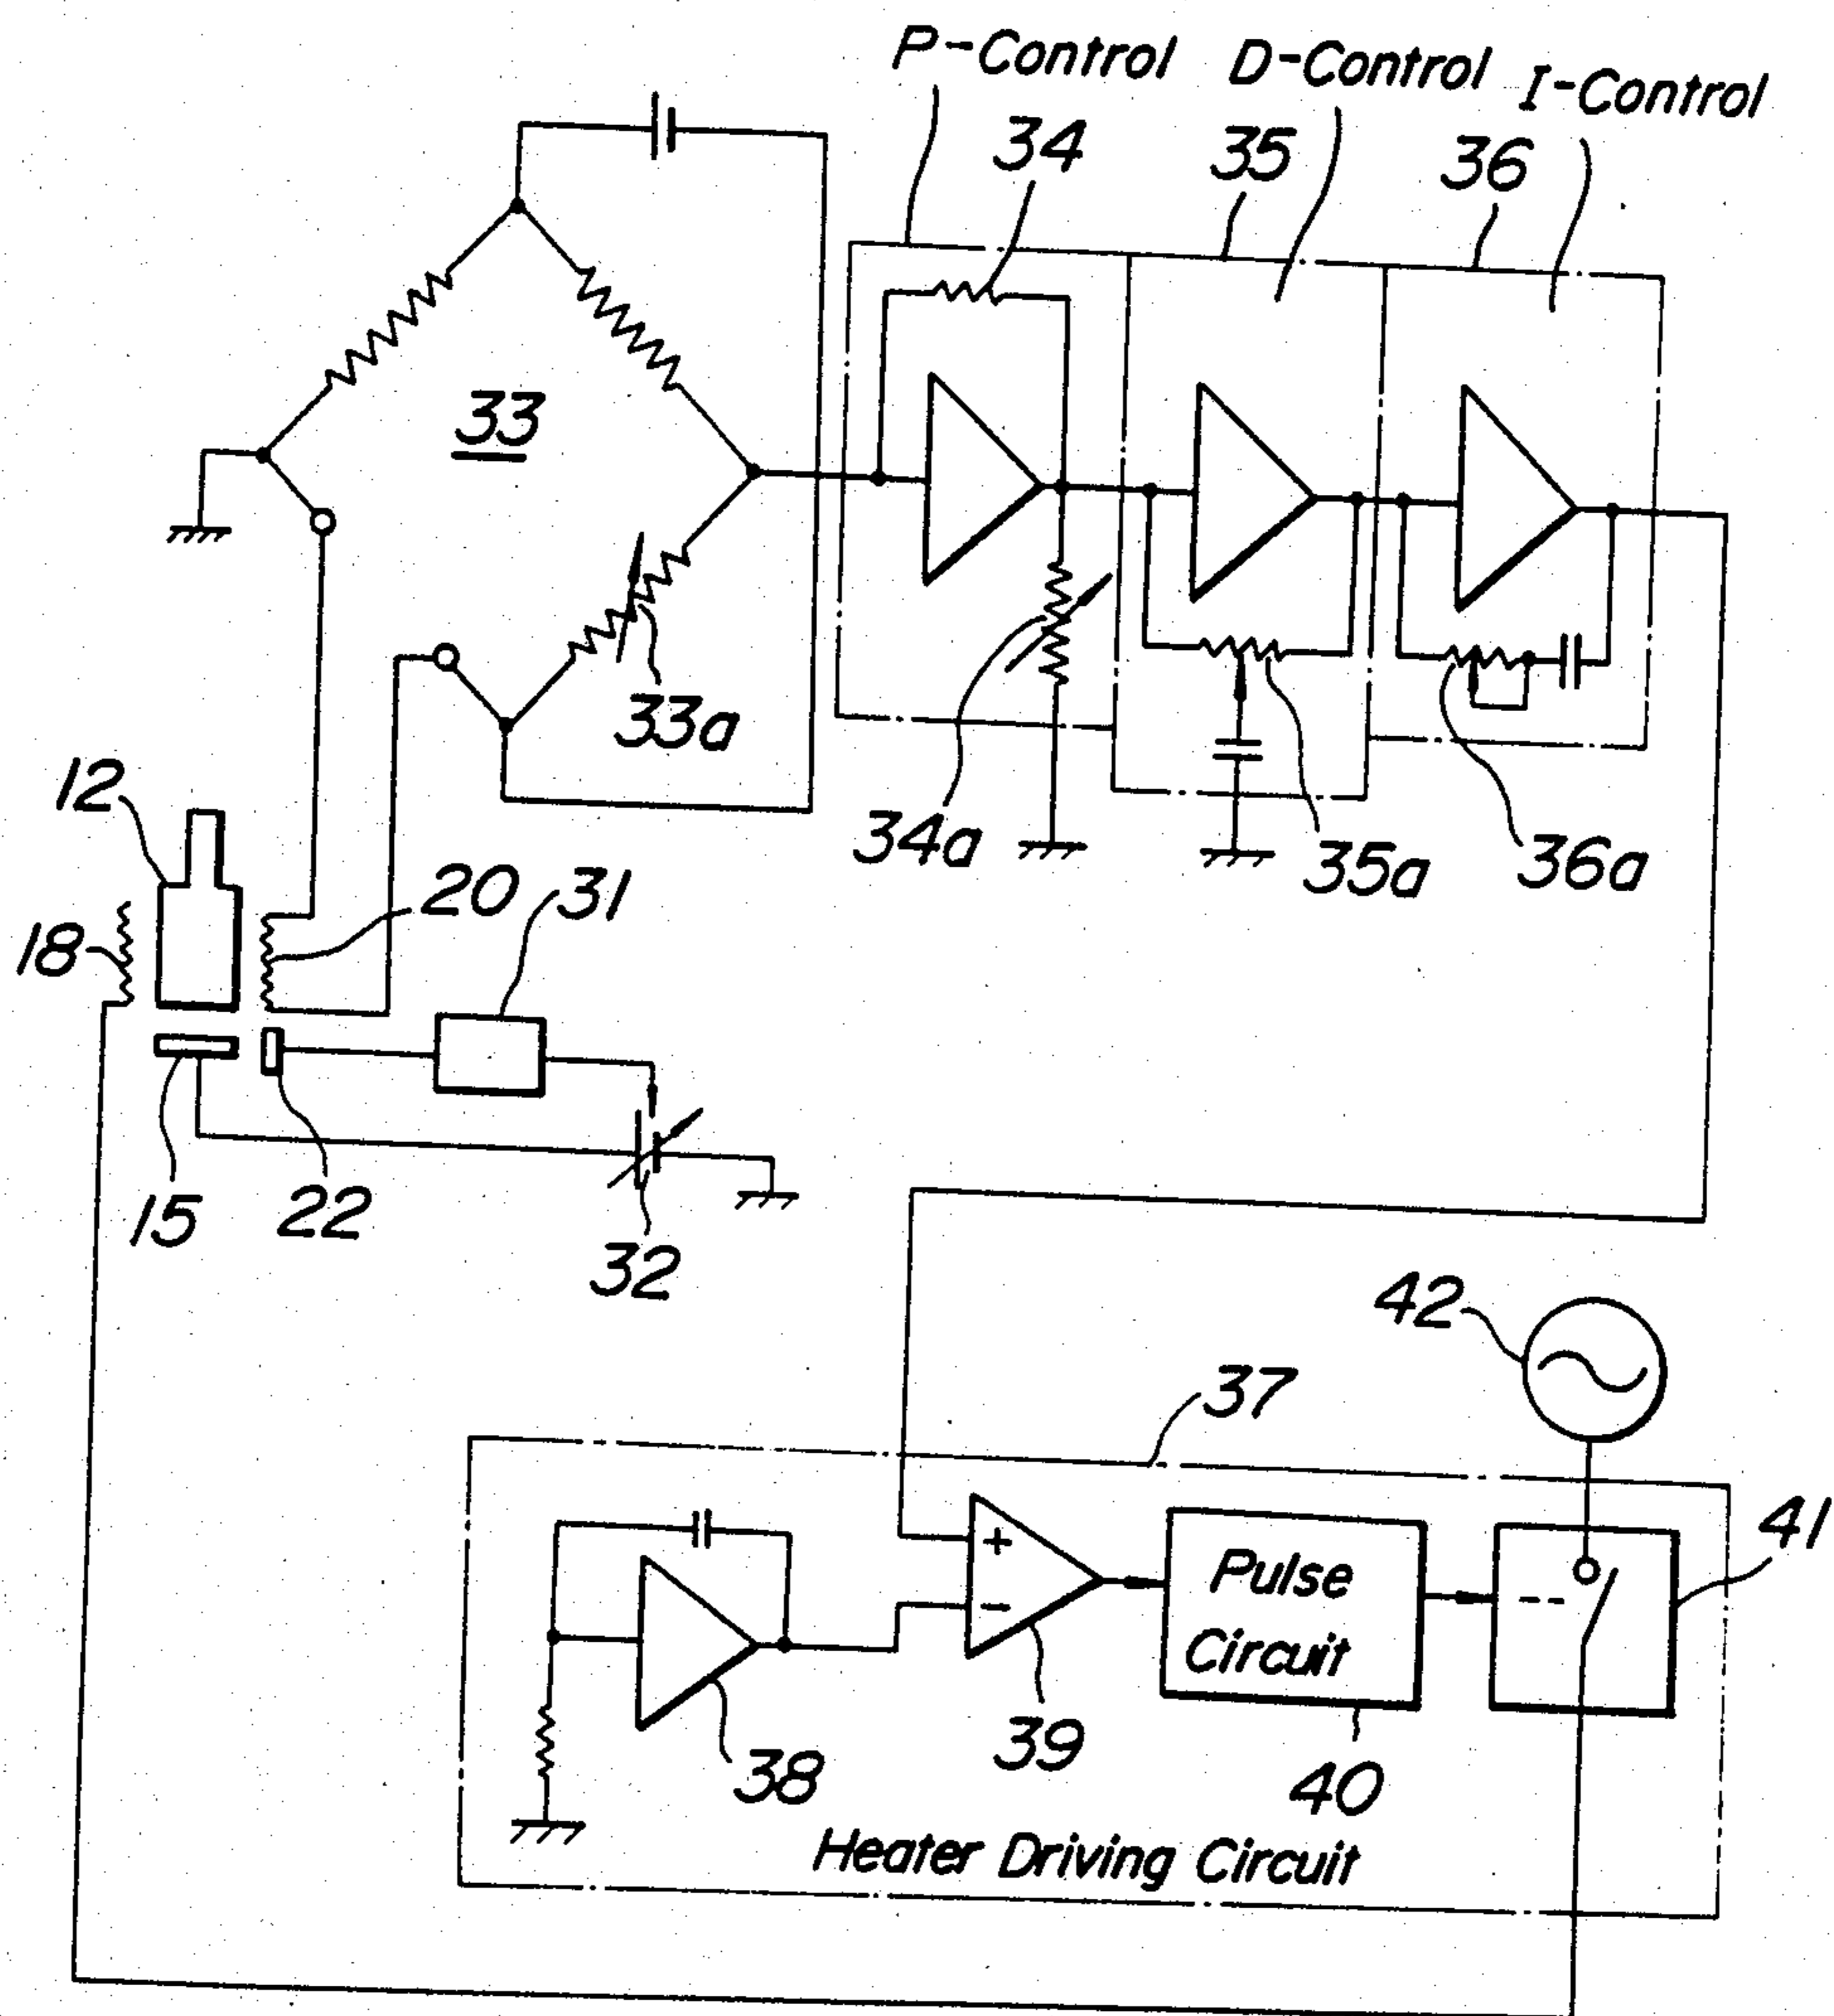 P-Control D-Control I-Control
34 35 36
33
33a
34a 35a 36a
12
20 31
18
15 22
32
42
37
41
+
Pulse
Circuit
−
39
38
40
Heater Driving Circuit